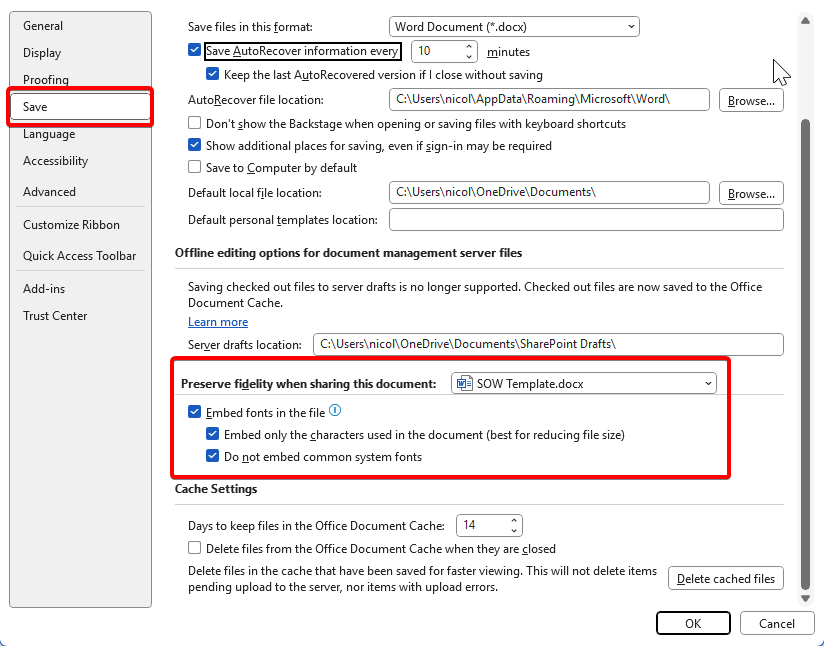 General
Display
Proofing
Save
Language
Accessibility
Advanced
Customize Ribbon
Quick Access Toolbar
Add-ins
Trust Center
Save files in this format: Word Document (*.docx)
Save AutoRecover information every 10 minutes
Keep the last AutoRecovered version if I close without saving
AutoRecover file location: C:\Users\nicol\AppData\Roaming\Microsoft\Word\ Browse...
Don't show the Backstage when opening or saving files with keyboard shortcuts
Show additional places for saving, even if sign-in may be required
Save to Computer by default
Default local file location: C:\Users\nicol\OneDrive\Documents\ Browse...
Default personal templates location:
Offline editing options for document management server files
Saving checked out files to server drafts is no longer supported. Checked out files are now saved to the Office
Document Cache.
Learn more
Server drafts location: C:\Users\nicol\OneDrive\Documents\SharePoint Drafts\
Preserve fidelity when sharing this document: SOW Template.docx
Embed fonts in the file
Embed only the characters used in the document (best for reducing file size)
Do not embed common system fonts
Cache Settings
Days to keep files in the Office Document Cache: 14
Delete files from the Office Document Cache when they are closed
Delete files in the cache that have been saved for faster viewing. This will not delete items
pending upload to the server, nor items with upload errors.
Delete cached files
OK Cancel